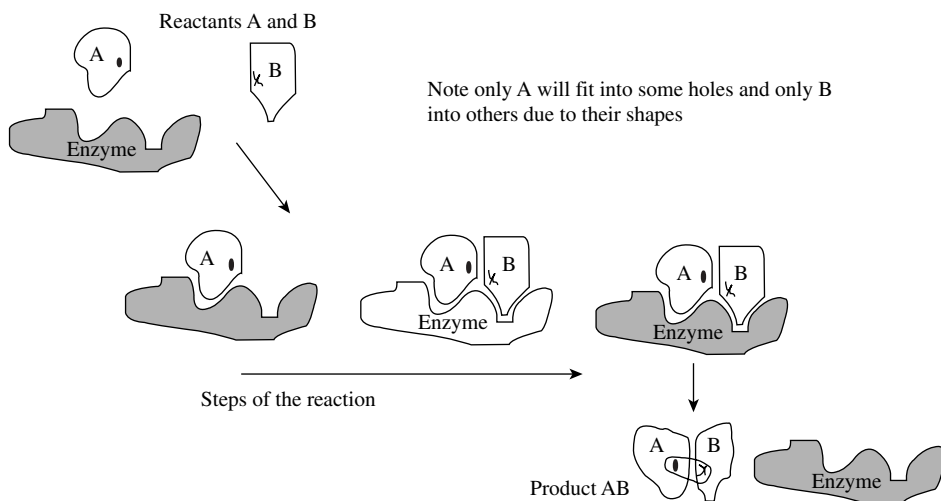 Reactants A and B
A
B
Note only A will fit into some holes and only B
into others due to their shapes
Enzyme
A
A
B
Enzyme
A
B
Enzyme
Steps of the reaction
A
B
Product AB
Enzyme